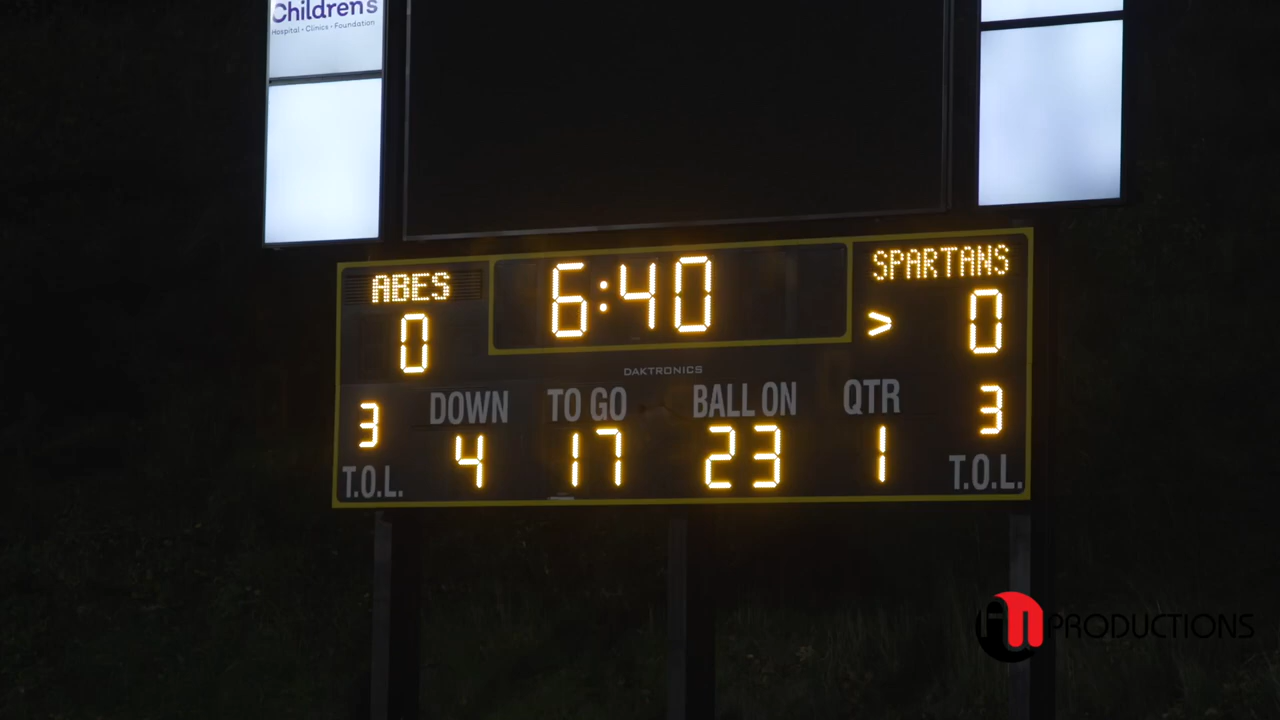 Children's
Hospital • Clinics • Foundation
ABES 6:40 SPARTANS
0 > 0
DAKTRONICS
DOWN TO GO BALL ON QTR
3 4 17 23 1 3
T.O.L. T.O.L.
PRODUCTIONS